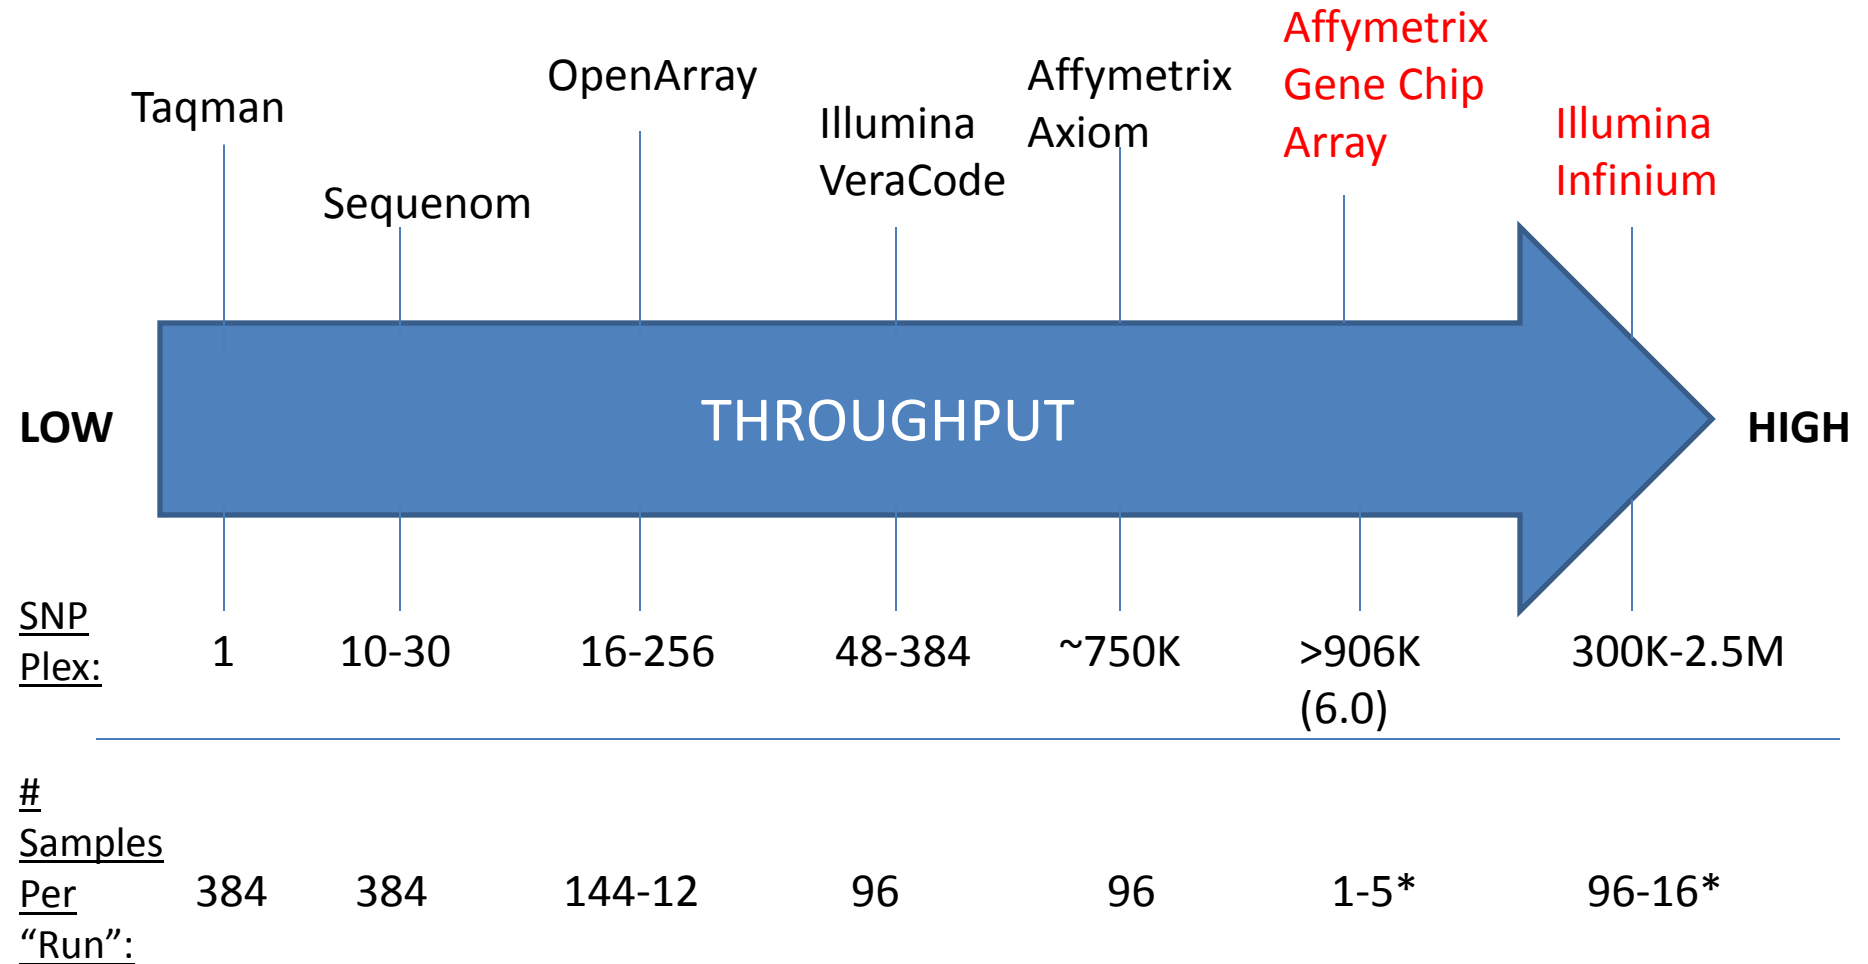 Taqman
Sequenom
OpenArray
Illumina
VeraCode
Affymetrix
Axiom
Affymetrix
Gene Chip
Array
Illumina
Infinium
LOW
THROUGHPUT
HIGH
SNP
Plex:
1
10-30
16-256
48-384
~750K
>906K
(6.0)
300K-2.5M
#
Samples
Per
“Run”:
384
384
144-12
96
96
1-5*
96-16*